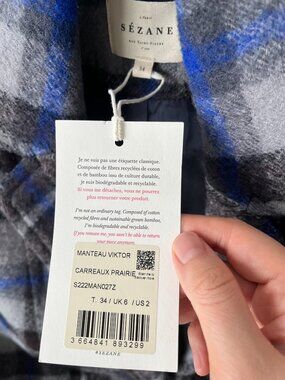 à Paris
SÉZANE
Rue Saint-Fiacre
34
Je ne suis pas une étiquette classique.
Composée de fibres recyclées de coton
et de bambou issu de culture durable,
je suis biodégradable et recyclable.
Si vous me détachez, vous ne pourrez
plus retourner votre produit.
I'm not an ordinary tag. Composed of cotton
recycled fibres and sustainable grown bamboo,
I'm biodegradable and recyclable.
If you remove me, you won't be able to return
your piece anymore.
MANTEAU VIKTOR
CARREAUX PRAIRIE
S222MAN027Z
T. 34 / UK 6 / US 2
3 664841 893299
SEZANE